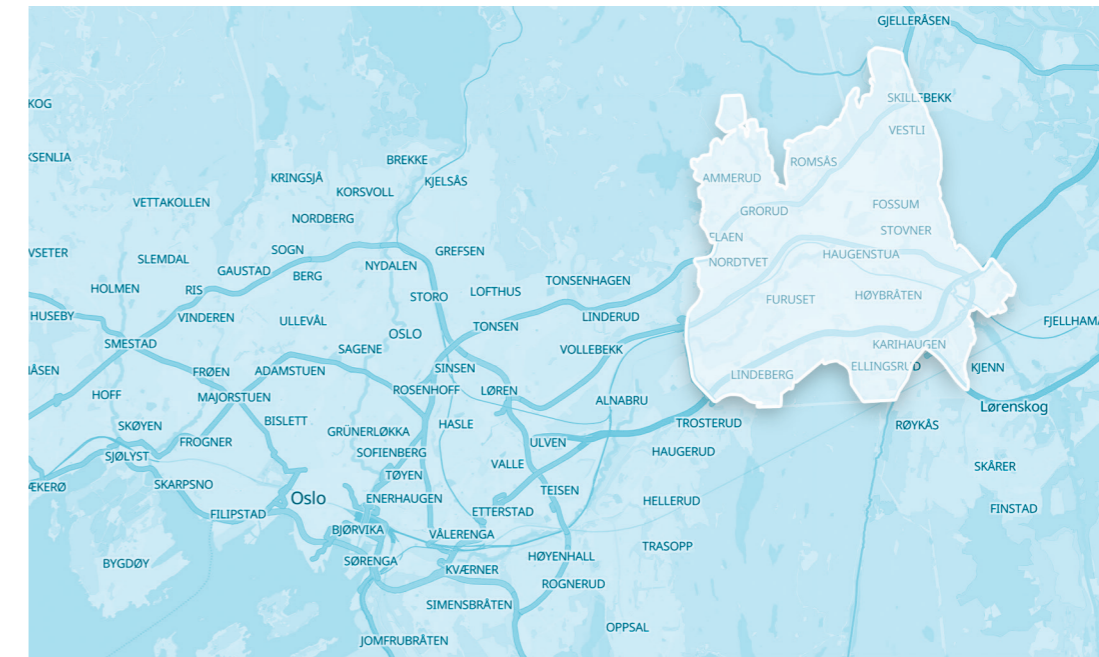 GJELLERÅSEN
SKILLEBEKK
KOG
VESTLI
KSENLIA
BREKKE
ROMSÅS
KRINGSJÅ
KORSVOLL
KJELSÅS
AMMERUD
VETTAKOLLEN
NORDBERG
GRORUD
FOSSUM
STOVNER
FLAEN
VSETER
SLEMDAL
SOGN
GREFSEN
HAUGENSTUA
GAUSTAD
BERG
NYDALEN
NORDTVET
HOLMEN
RIS
STORO
LOFTHUS
TONSENHAGEN
FURUSET
HØYBRÅTEN
HUSEBY
VINDEREN
ULLEVÅL
OSLO
TONSEN
LINDERUD
FJELLHAMA
SMESTAD
SAGENE
VOLLEBEKK
KARIHAUGEN
ÅSEN
FRØEN
ADAMSTUEN
SINSEN
LINDEBERG
ELLINGSRUD
KJENN
HOFF
MAJORSTUEN
ROSENHOFF
LØREN
ALNABRU
Lørenskog
SKØYEN
BISLETT
GRÜNERLØKKA
HASLE
TROSTERUD
RØYKÅS
FROGNER
SOFIENBERG
ULVEN
HAUGERUD
SJØLYST
VALLE
SKÅRER
ÆKERØ
SKARPSNO
TØYEN
TEISEN
Oslo
ENERHAUGEN
HELLERUD
FILIPSTAD
ETTERSTAD
FINSTAD
BJØRVIKA
VÅLERENGA
TRASOPP
BYGDØY
SØRENGA
KVÆRNER
HØYENHALL
ROGNERUD
SIMENSBRÅTEN
OPPSAL
JOMFRUBRÅTEN